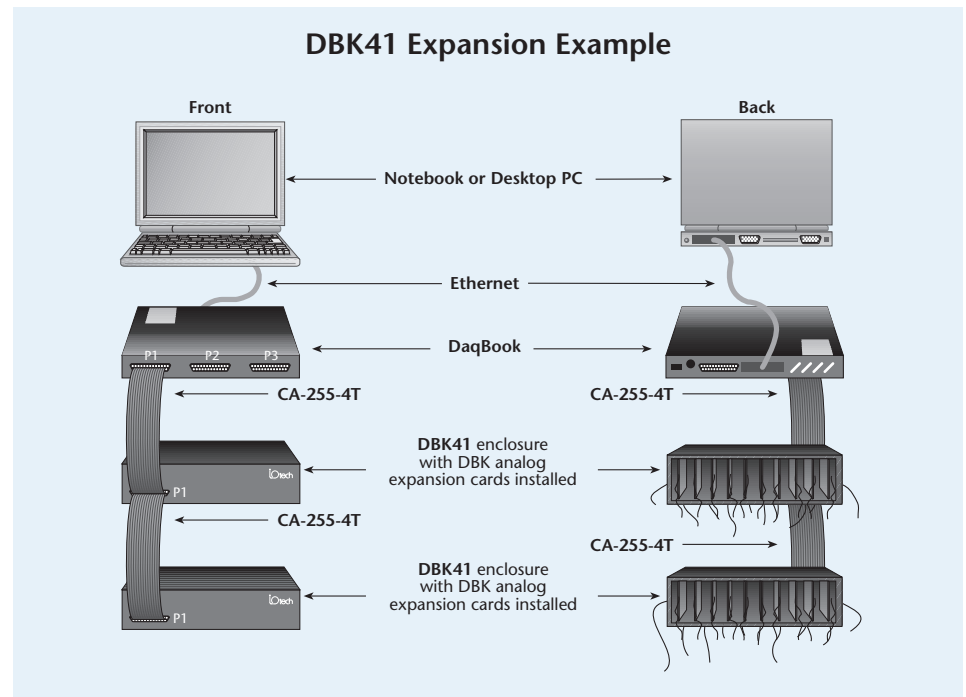 DBK41 Expansion Example
Front
Back
Notebook or Desktop PC
Ethernet
P1
P2
P3
DaqBook
CA-255-4T
CA-255-4T
DBK41 enclosure
with DBK analog
expansion cards installed
iOtech
P1
CA-255-4T
CA-255-4T
DBK41 enclosure
with DBK analog
expansion cards installed
iOtech
P1